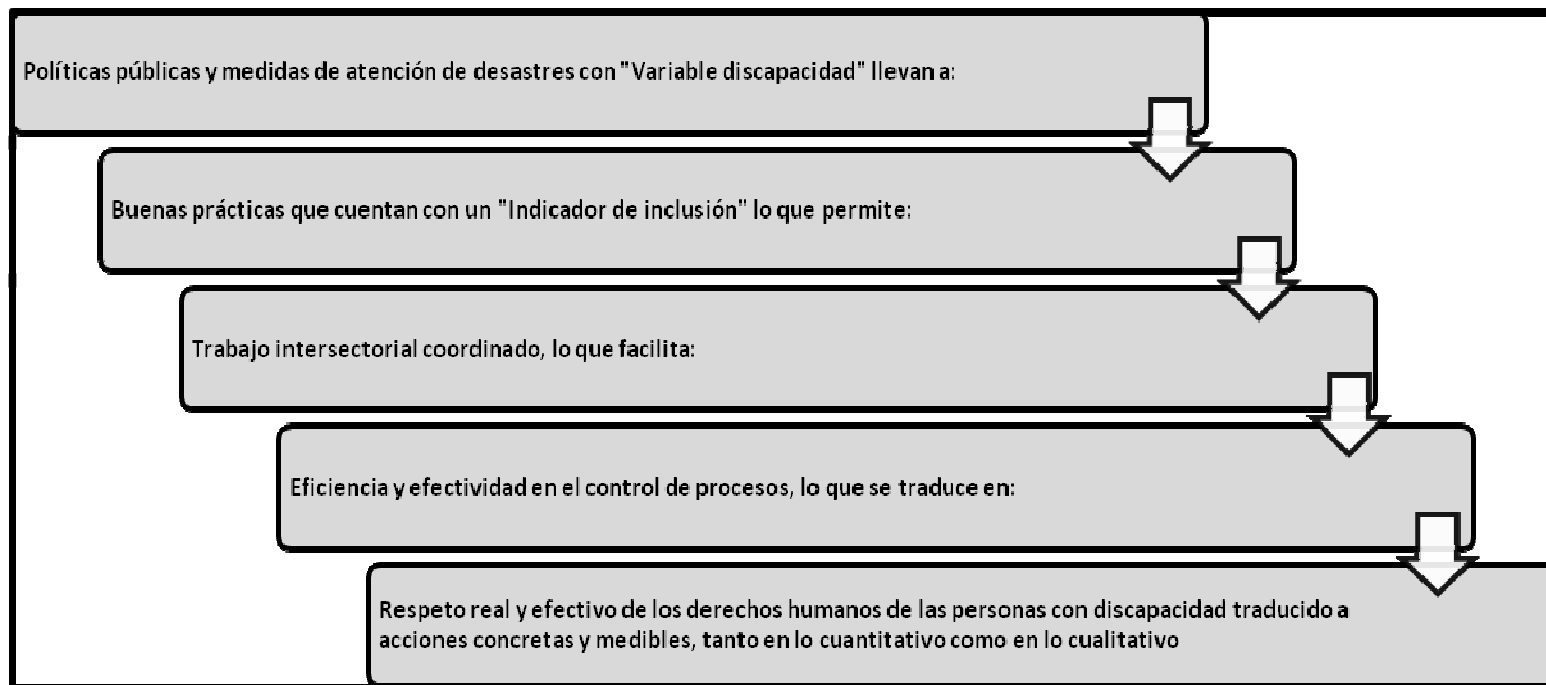 Políticas públicas y medidas de atención de desastres con "Variable discapacidad" llevan a:
Buenas prácticas que cuentan con un "Indicador de inclusión" lo que permite:
Trabajo intersectorial coordinado, lo que facilita:
Eficiencia y efectividad en el control de procesos, lo que se traduce en:
Respeto real y efectivo de los derechos humanos de las personas con discapacidad traducido a
acciones concretas y medibles, tanto en lo cuantitativo como en lo cualitativo